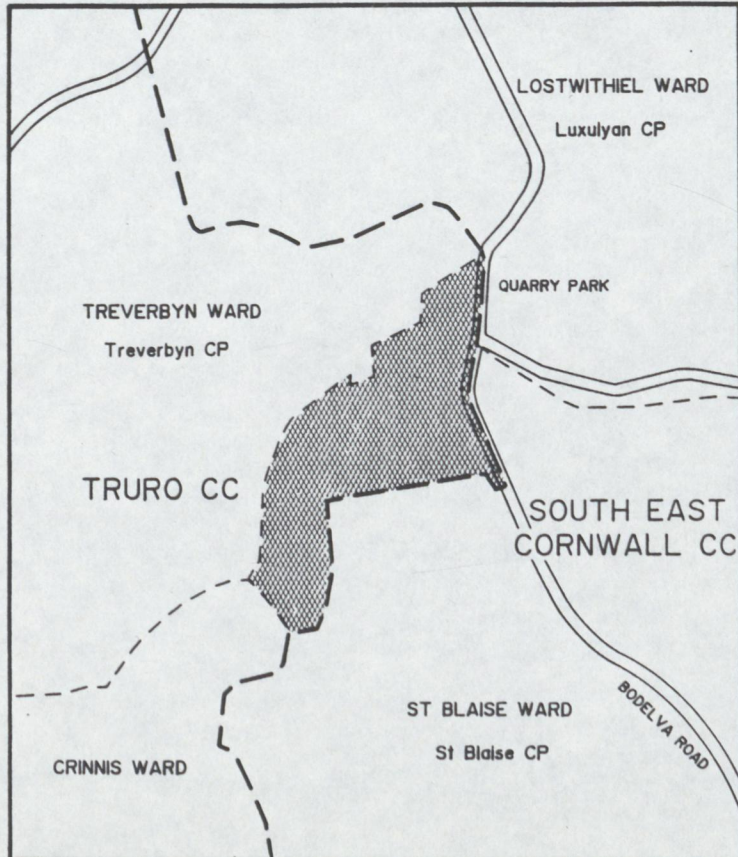 LOSTWITHIEL WARD
Luxulyan CP
QUARRY PARK
TREVERBYN WARD
Treverbyn CP
TRURO CC
SOUTH EAST
CORNWALL CC
ST BLAISE WARD
St Blaise CP
BODELVA ROAD
CRINNIS WARD